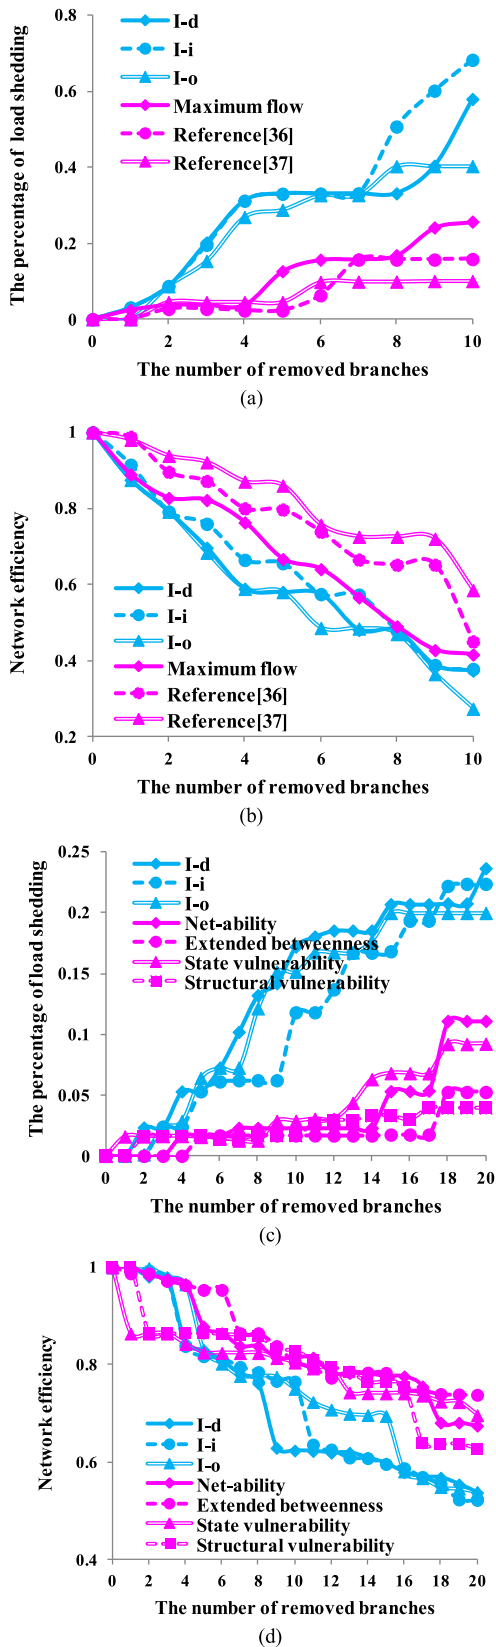 (a)
The percentage of load shedding
0.8
0.6
0.4
0.2
0
I-d
I-i
I-o
Maximum flow
Reference[36]
Reference[37]
0 2 4 6 8 10
The number of removed branches
(a)
Network efficiency
1
0.8
0.6
0.4
0.2
I-d
I-i
I-o
Maximum flow
Reference[36]
Reference[37]
0 2 4 6 8 10
The number of removed branches
(b)
The percentage of load shedding
0.25
0.2
0.15
0.1
0.05
0
I-d
I-i
I-o
Net-ability
Extended betweenness
State vulnerability
Structural vulnerability
0 2 4 6 8 10 12 14 16 18 20
The number of removed branches
(c)
Network efficiency
1
0.8
0.6
0.4
I-d
I-i
I-o
Net-ability
Extended betweenness
State vulnerability
Structural vulnerability
0 2 4 6 8 10 12 14 16 18 20
The number of removed branches
(d)